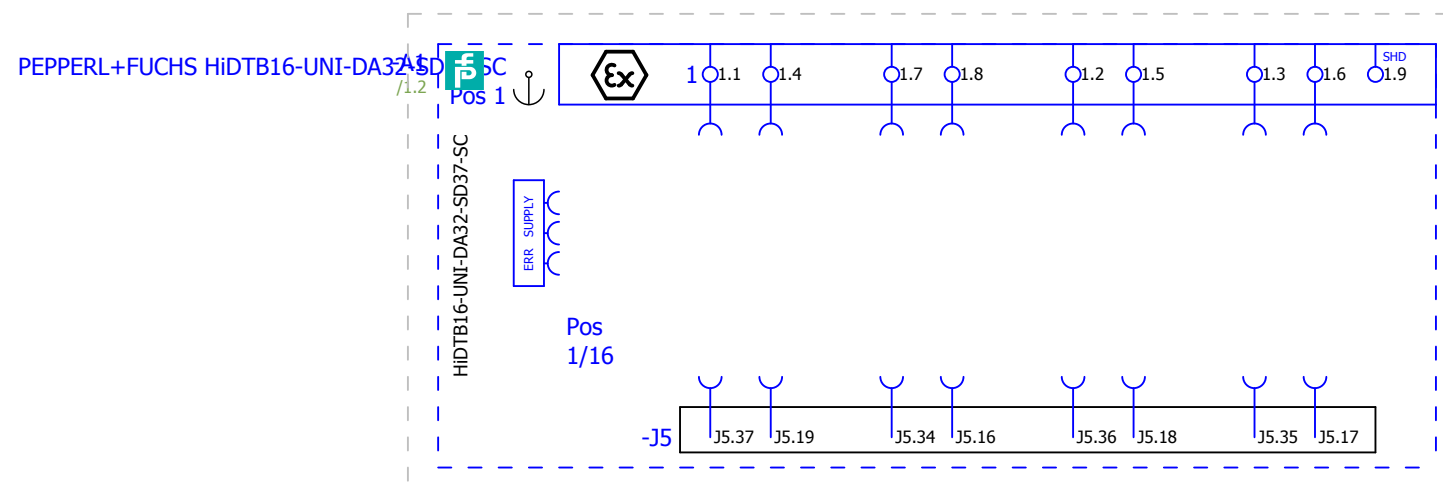 PEPPERL+FUCHS HiDTB16-UNI-DA32-SD37-SC
-A1
/1.2
Pos 1
Ex
1
1.1
1.4
1.7
1.8
1.2
1.5
1.3
1.6
SHD
1.9
HiDTB16-UNI-DA32-SD37-SC
ERR SUPPLY
Pos
1/16
-J5
J5.37
J5.19
J5.34
J5.16
J5.36
J5.18
J5.35
J5.17